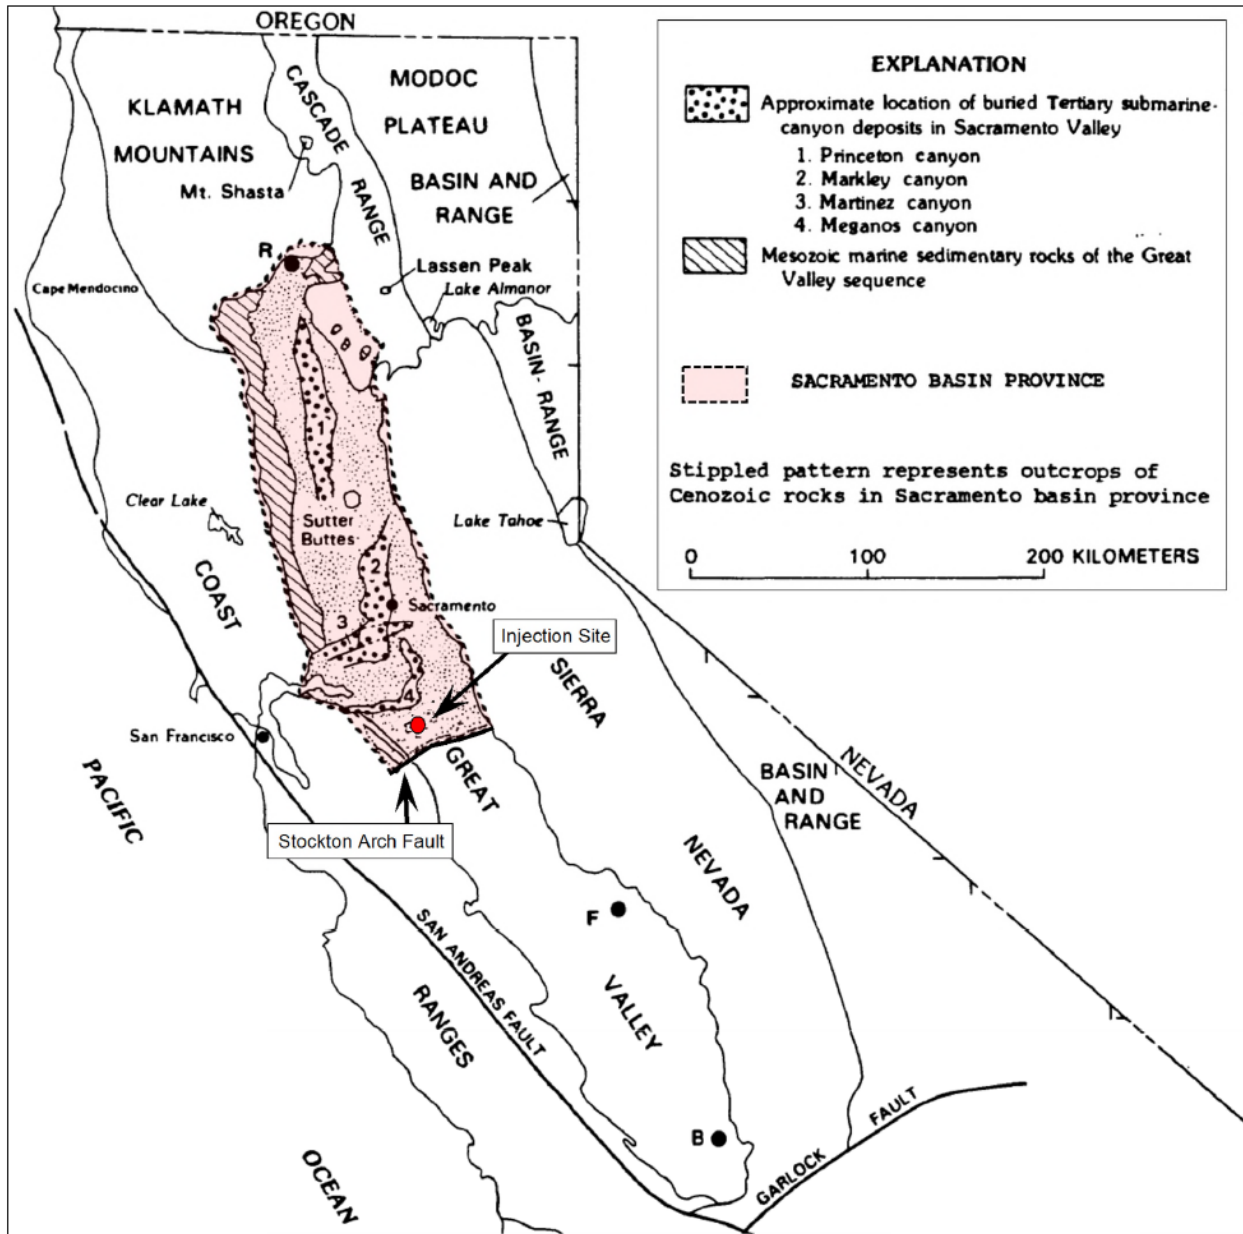 OREGON
KLAMATH
MOUNTAINS
Mt. Shasta
CASCADE
RANGE
MODOC
PLATEAU
BASIN AND
RANGE
R
Lassen Peak
Lake Almanor
Cape Mendocino
BASIN-RANGE
1
Clear Lake
Sutter
Buttes
Lake Tahoe
2
COAST
Sacramento
3
Injection Site
SIERRA
4
San Francisco
PACIFIC
GREAT
BASIN
AND
RANGE
NEVADA
Stockton Arch Fault
NEVADA
F
SAN ANDREAS FAULT
VALLEY
RANGES
B
GARLOCK
FAULT
OCEAN
EXPLANATION
Approximate location of buried Tertiary submarine-
canyon deposits in Sacramento Valley
1. Princeton canyon
2. Markley canyon
3. Martinez canyon
4. Meganos canyon
Mesozoic marine sedimentary rocks of the Great
Valley sequence
SACRAMENTO BASIN PROVINCE
Stippled pattern represents outcrops of
Cenozoic rocks in Sacramento basin province
0 100 200 KILOMETERS